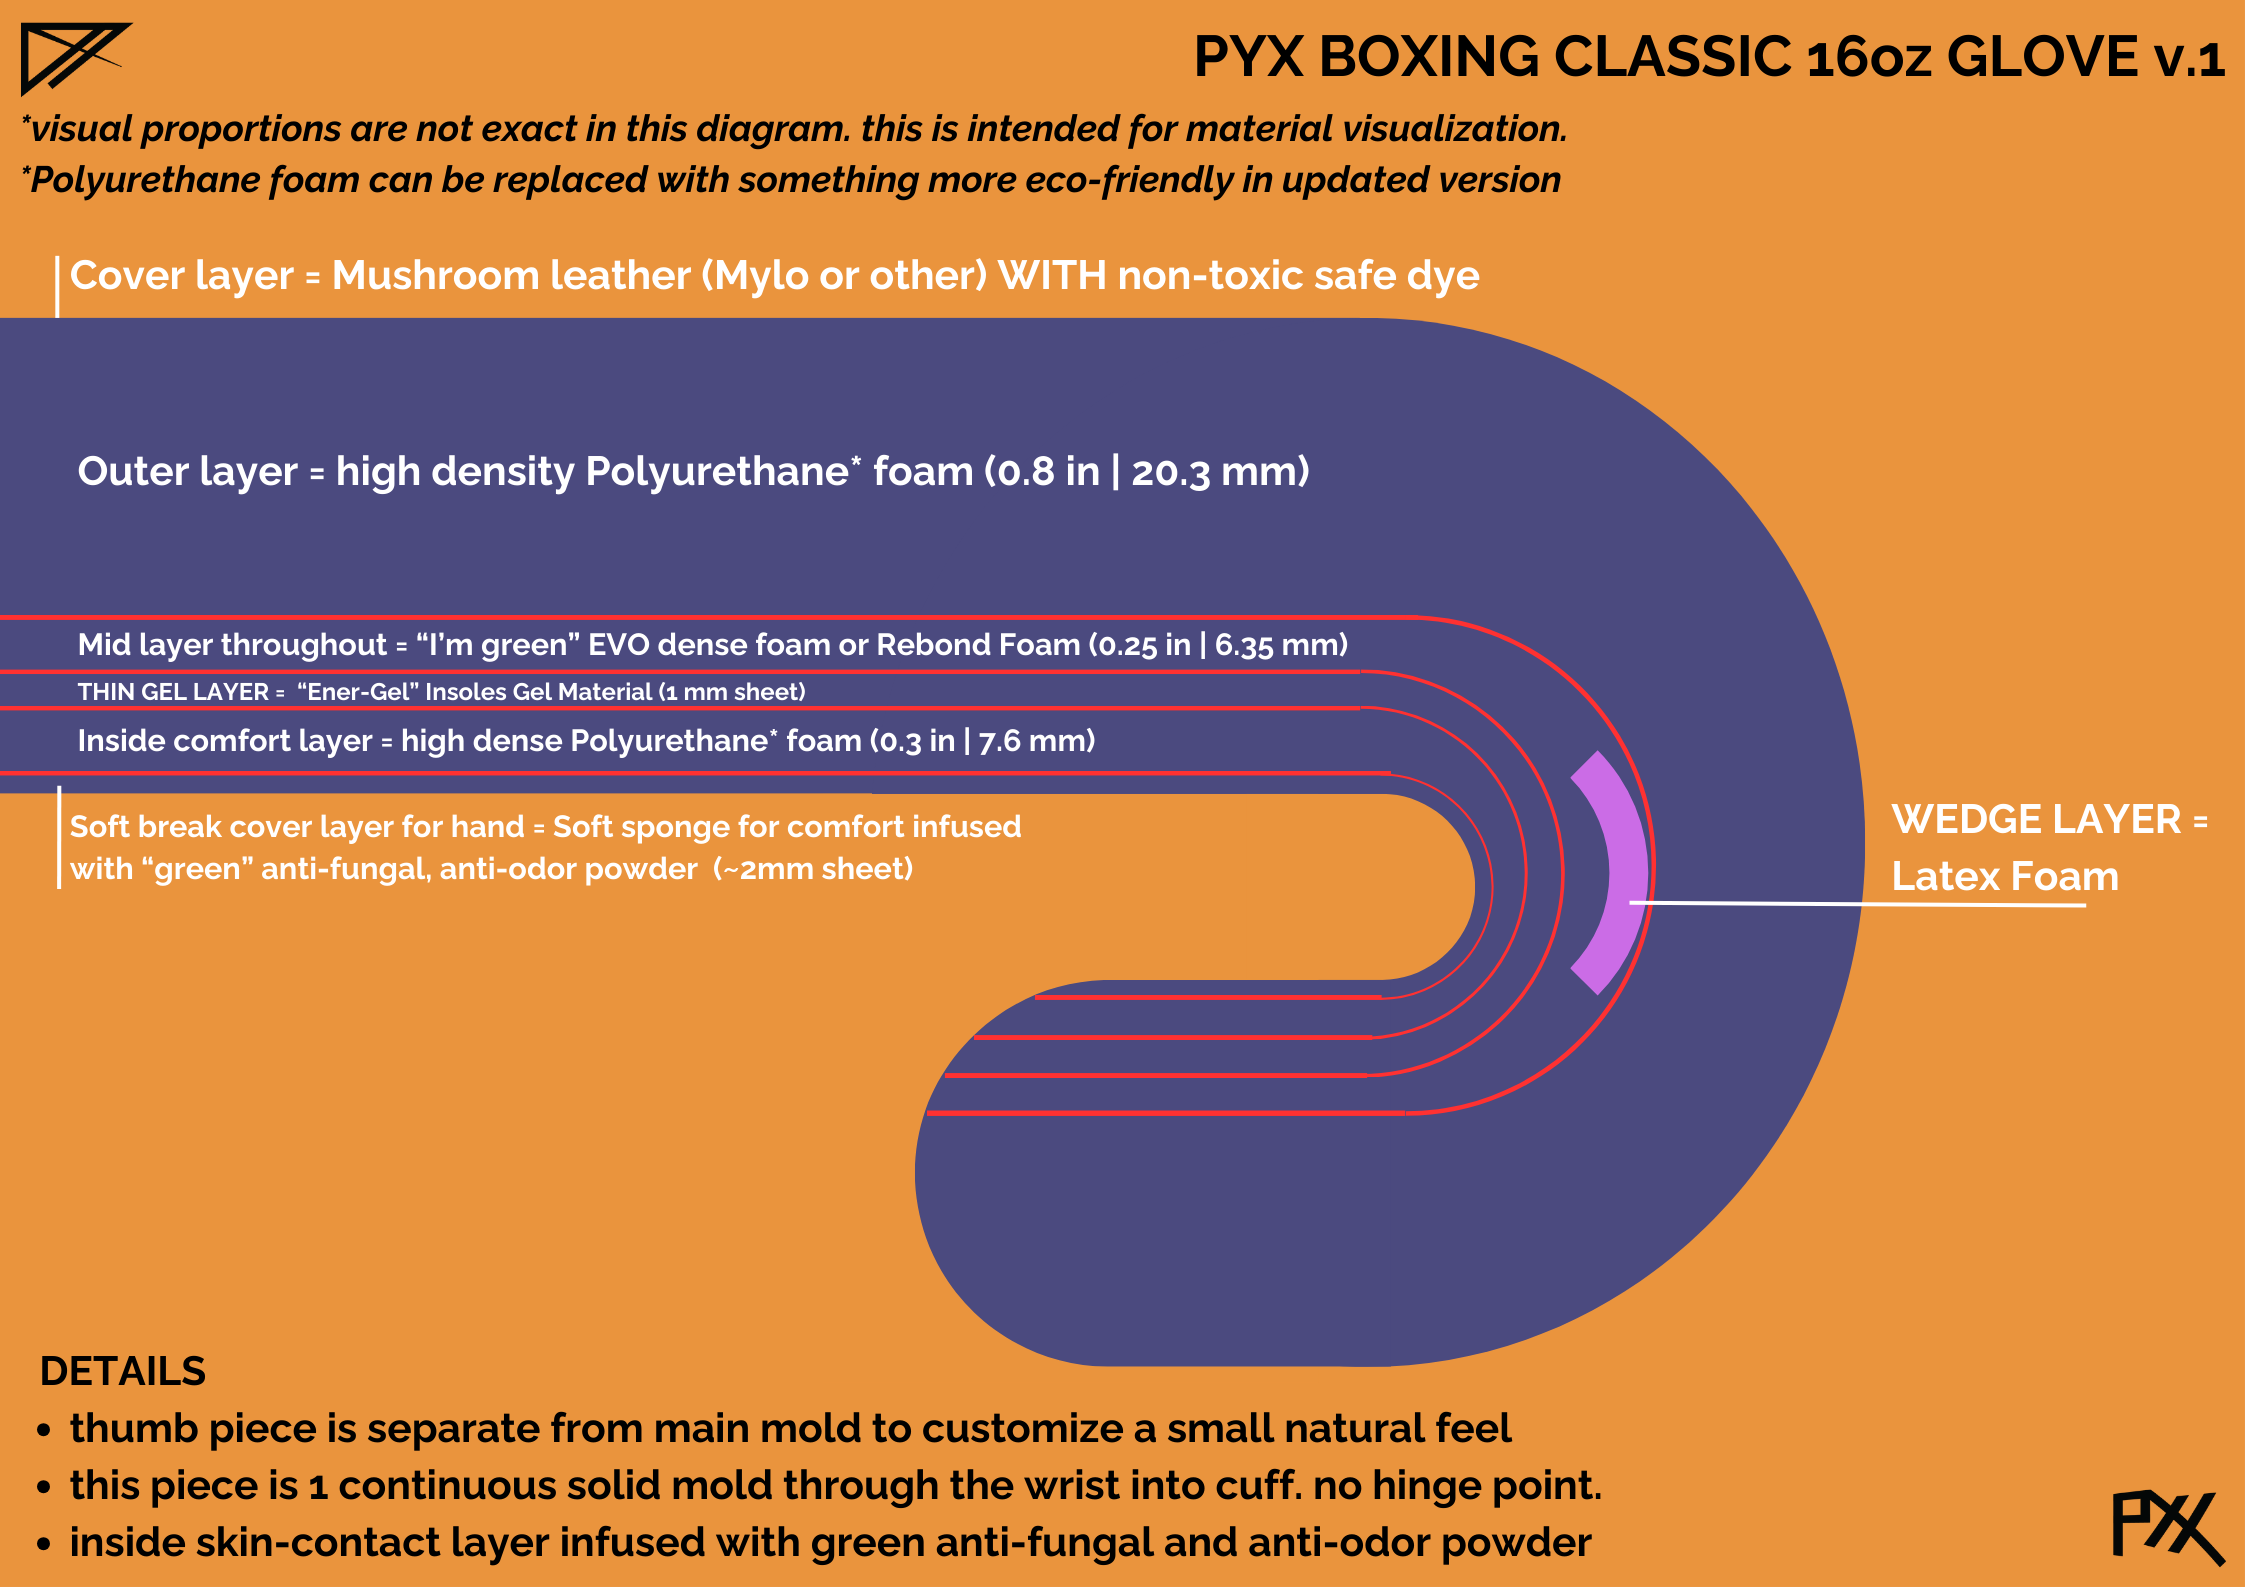 PYX BOXING CLASSIC 16oz GLOVE v.1
*visual proportions are not exact in this diagram. this is intended for material visualization.
*Polyurethane foam can be replaced with something more eco-friendly in updated version
Cover layer = Mushroom leather (Mylo or other) WITH non-toxic safe dye
Outer layer = high density Polyurethane* foam (0.8 in | 20.3 mm)
Mid layer throughout = “I’m green” EVO dense foam or Rebond Foam (0.25 in | 6.35 mm)
THIN GEL LAYER = “Ener-Gel” Insoles Gel Material (1 mm sheet)
Inside comfort layer = high dense Polyurethane* foam (0.3 in | 7.6 mm)
Soft break cover layer for hand = Soft sponge for comfort infused
with “green” anti-fungal, anti-odor powder (~2mm sheet)
WEDGE LAYER =
Latex Foam
DETAILS
• thumb piece is separate from main mold to customize a small natural feel
• this piece is 1 continuous solid mold through the wrist into cuff. no hinge point.
• inside skin-contact layer infused with green anti-fungal and anti-odor powder
PYX